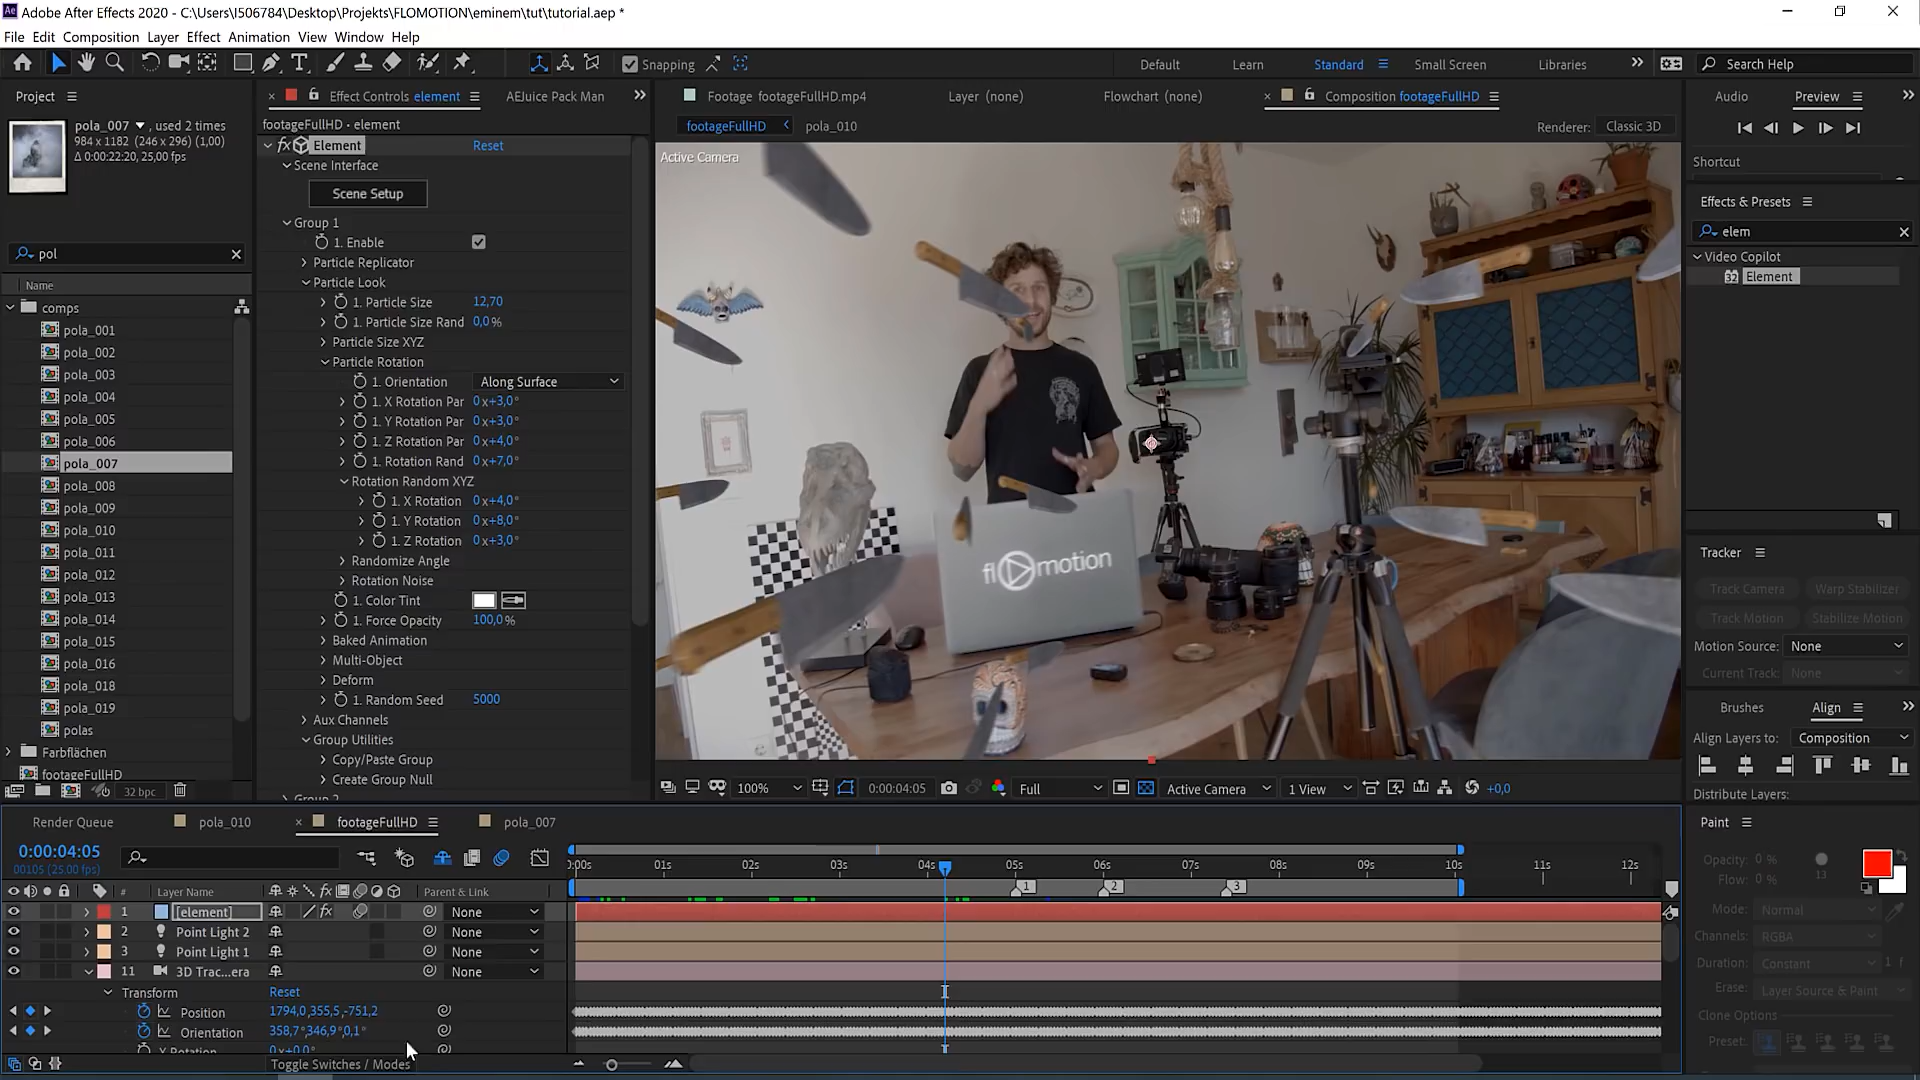 Adobe After Effects 2020 - C:\Users\I506784\Desktop\Projekts\FLOMOTION\eminem\tut\tutorial.aep *
File Edit Composition Layer Effect Animation View Window Help
Snapping
Default Learn Standard Small Screen Libraries
Search Help
Project
pola_007 , used 2 times
984 x 1182 (246 x 296) (1,00)
Δ 0:00:22:20, 25,00 fps
pol
Name
comps
pola_001
pola_002
pola_003
pola_004
pola_005
pola_006
pola_007
pola_008
pola_009
pola_010
pola_011
pola_012
pola_013
pola_014
pola_015
pola_016
pola_018
pola_019
polas
Farbflächen
footageFullHD
32 bpc
Effect Controls element AEJuice Pack Man
footageFullHD - element
fx Element Reset
Scene Interface
Scene Setup
Group 1
1. Enable
Particle Replicator
Particle Look
1. Particle Size 12,70
1. Particle Size Rand 0,0%
Particle Size XYZ
Particle Rotation
1. Orientation Along Surface
1. X Rotation Par 0x+3,0°
1. Y Rotation Par 0x+3,0°
1. Z Rotation Par 0x+4,0°
1. Rotation Rand 0x+7,0°
Rotation Random XYZ
1. X Rotation 0x+4,0°
1. Y Rotation 0x+8,0°
1. Z Rotation 0x+3,0°
Randomize Angle
Rotation Noise
1. Color Tint
1. Force Opacity 100,0%
Baked Animation
Multi-Object
Deform
1. Random Seed 5000
Aux Channels
Group Utilities
Copy/Paste Group
Create Group Null
Group 2
Footage footageFullHD.mp4 Layer (none) Flowchart (none) Composition footageFullHD
footageFullHD pola_010
Renderer: Classic 3D
Active Camera
fl motion
100% 0:00:04:05 Full Active Camera 1 View +0,0
Audio Preview
Shortcut
Effects & Presets
elem
Video Copilot
32 Element
Tracker
Track Camera Warp Stabilizer
Track Motion Stabilize Motion
Motion Source: None
Current Track: None
Brushes Align
Align Layers to: Composition
Distribute Layers:
Paint
Opacity: 0 %
Flow: 0 %
13
Mode: Normal
Channels: RGBA
Duration: Constant 1 f
Erase: Layer Source & Paint
Clone Options
Preset:
Render Queue pola_010 footageFullHD pola_007
0:00:04:05
00105 (25.00 fps)
:00s 01s 02s 03s 04s 05s 06s 07s 08s 09s 10s 11s 12s
1 2 3
# Layer Name fx Parent & Link
1 [element] fx None
2 Point Light 2 None
3 Point Light 1 None
11 3D Trac...era None
Transform Reset
Position 1794,0,355,5,-751,2
Orientation 358,7°,346,9°,0,1°
X Rotation 0x+0,0°
Toggle Switches / Modes